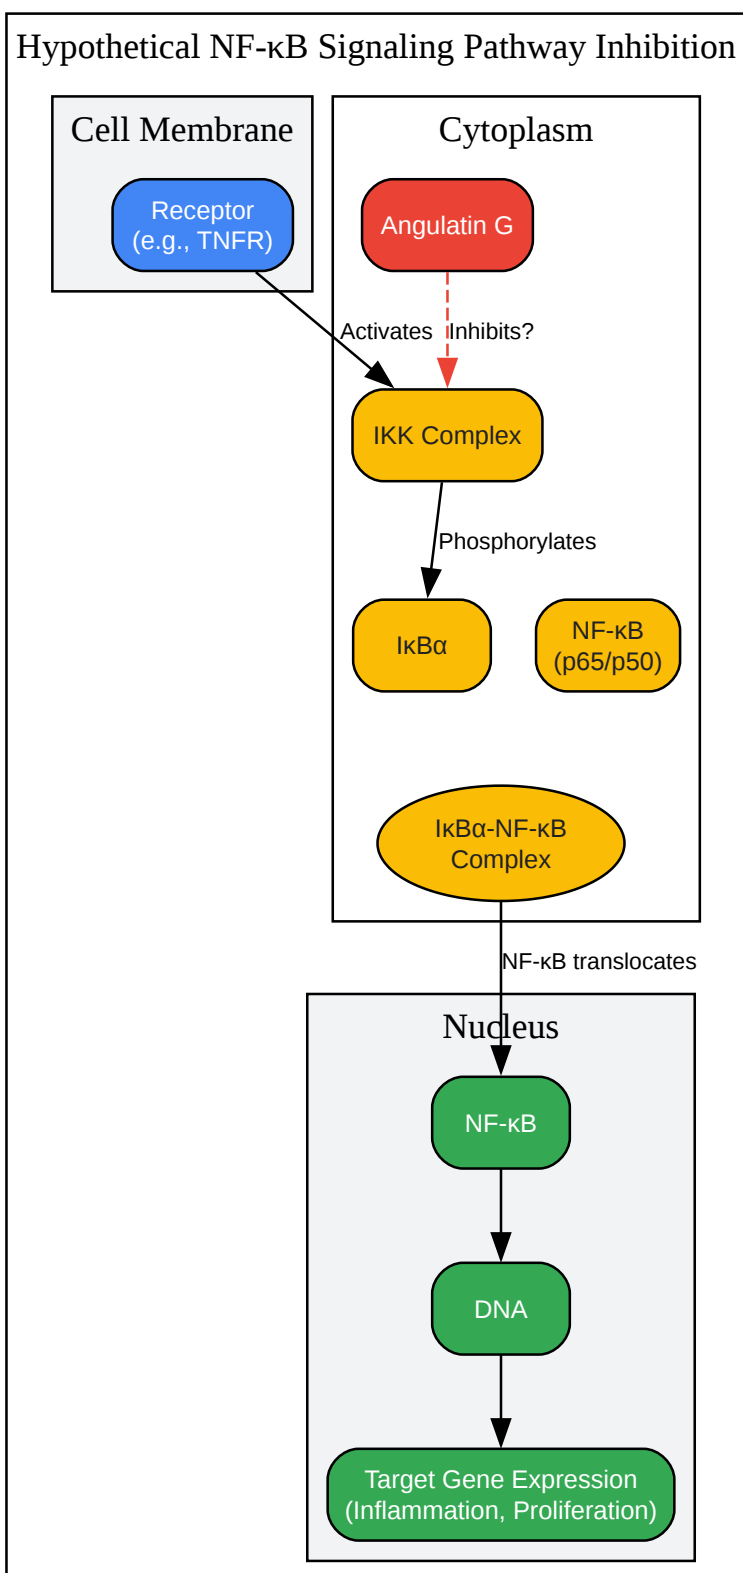 Hypothetical NF-κB Signaling Pathway Inhibition
Cell Membrane
Cytoplasm
Receptor
(e.g., TNFR)
Angulatin G
Activates
Inhibits?
IKK Complex
Phosphorylates
IκBα
NF-κB
(p65/p50)
IκBα-NF-κB
Complex
NF-κB translocates
Nucleus
NF-κB
DNA
Target Gene Expression
(Inflammation, Proliferation)